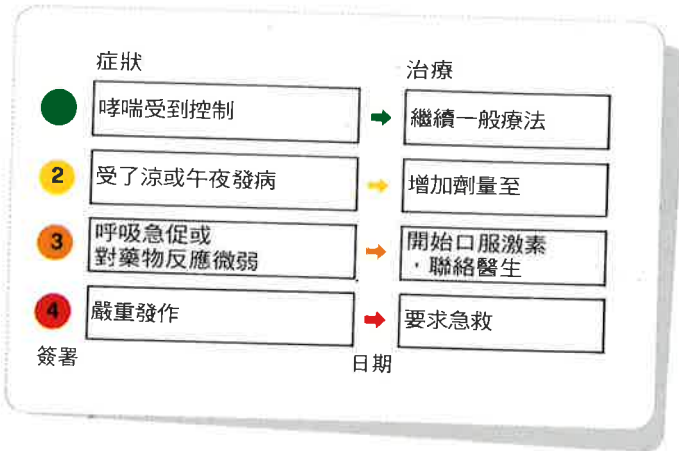 症狀
治療
哮喘受到控制
繼續一般療法
2
受了涼或午夜發病
增加劑量至
3
呼吸急促或
對藥物反應微弱
開始口服激素
，聯絡醫生
4
嚴重發作
要求急救
簽署
日期